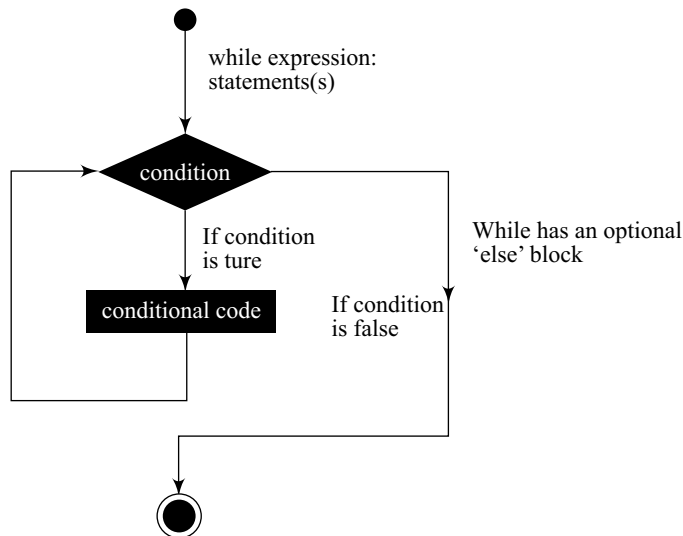 while expression:
statements(s)
condition
If condition
is ture
conditional code
While has an optional
‘else’ block
If condition
is false